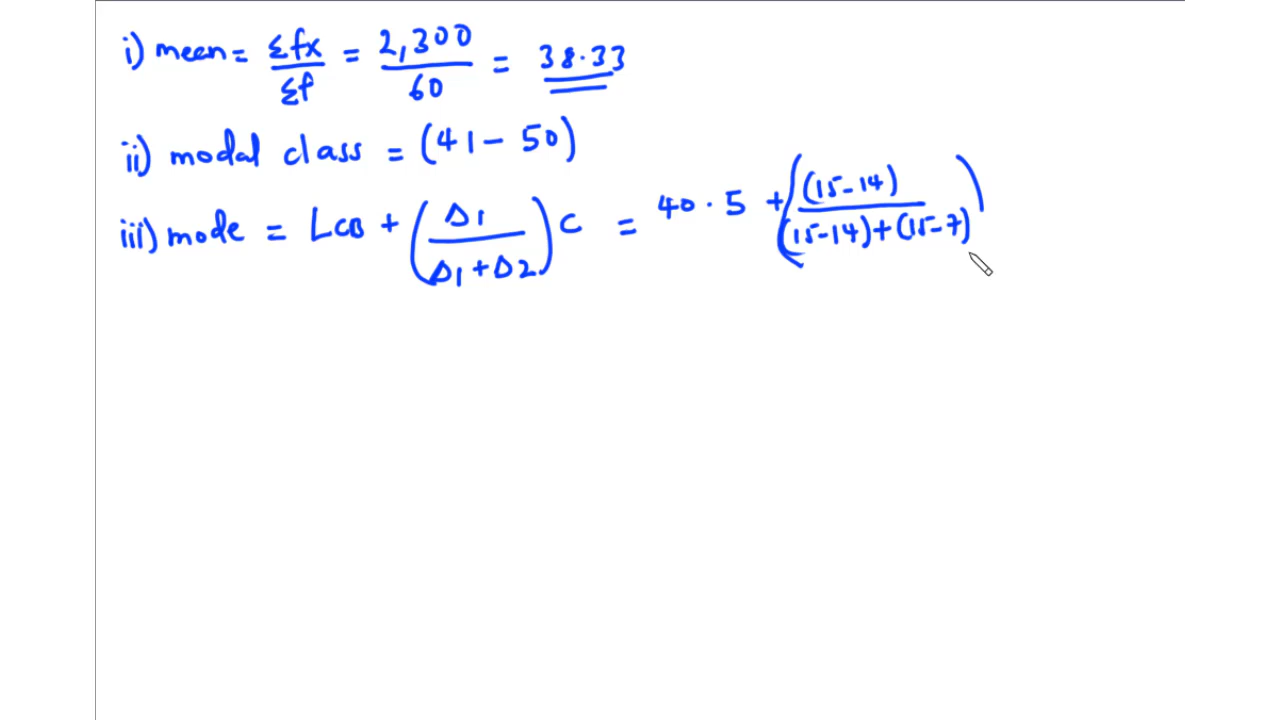 i) mean = Σfx / Σf = 2,300 / 60 = 38.33
ii) modal class = (41 - 50)
iii) mode = LCB + (Δ1 / Δ1 + Δ2) C = 40.5 + ((15-14) / (15-14) + (15-7))